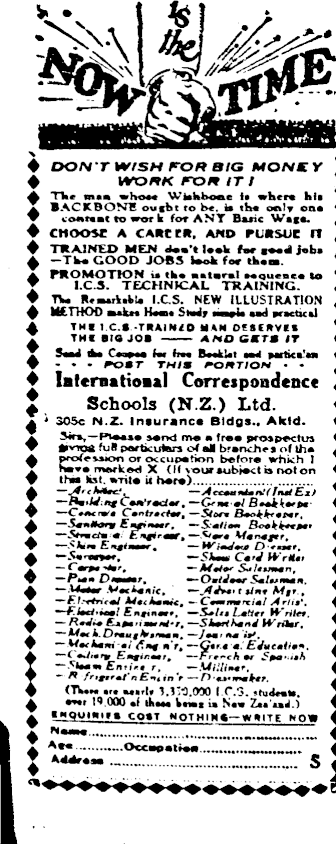 NOW is the TIME
DON'T WISH FOR BIG MONEY
WORK FOR IT!
The man whose Wishbone is where his
BACKBONE ought to be, is the only one
content to work for ANY Basic Wage.
CHOOSE A CAREER, AND PURSUE IT
TRAINED MEN don't look for good jobs
—The GOOD JOBS look for them.
PROMOTION is the natural sequence to
I.C.S. TECHNICAL TRAINING.
The Remarkable I.C.S. NEW ILLUSTRATION
METHOD makes Home Study simple and practical
THE I.C.S.-TRAINED MAN DESERVES
THE BIG JOB —— AND GETS IT
Send the Coupon for free Booklet and particulars
- - - POST THIS PORTION - -
International Correspondence
Schools (N.Z.) Ltd.
305c N.Z. Insurance Bldgs., Akld.
Sirs,—Please send me a free prospectus
giving full particulars of all branches of the
profession or occupation before which I
have marked X (If your subject is not on
this list, write it here)..........
—Architect, —Accountant (Inst Ex)
—Building Contractor, —General Bookkeeper
—Concrete Contractor, —Store Bookkeeper,
—Sanitary Engineer, —Station Bookkeeper
—Structural Engineer, —Store Manager,
—Show Card Writer
—Surveyor,
—Carpenter, —Motor Salesman,
—Outdoor Salesman,
—Motor Mechanic, —Advertising Mgr.,
—Electrical Mechanic, —Commercial Artist,
—Electrical Engineer, —Sales Letter Writer,
—Radio Experimenter, —Shorthand Writer,
—Mech. Draughtsman, —Journalist,
—Mechanical Engin'r, —General Education,
—Colliery Engineer, —French or Spanish
—Steam Engineer, —Milliner,
—Refrigerat'n Engin'r —Dressmaker.
(There are nearly I.C.S. students,
over 19,000 of these being in New Zealand.)
ENQUIRIES COST NOTHING—WRITE NOW
Name..........
Age..........Occupation..........
Address .......... S